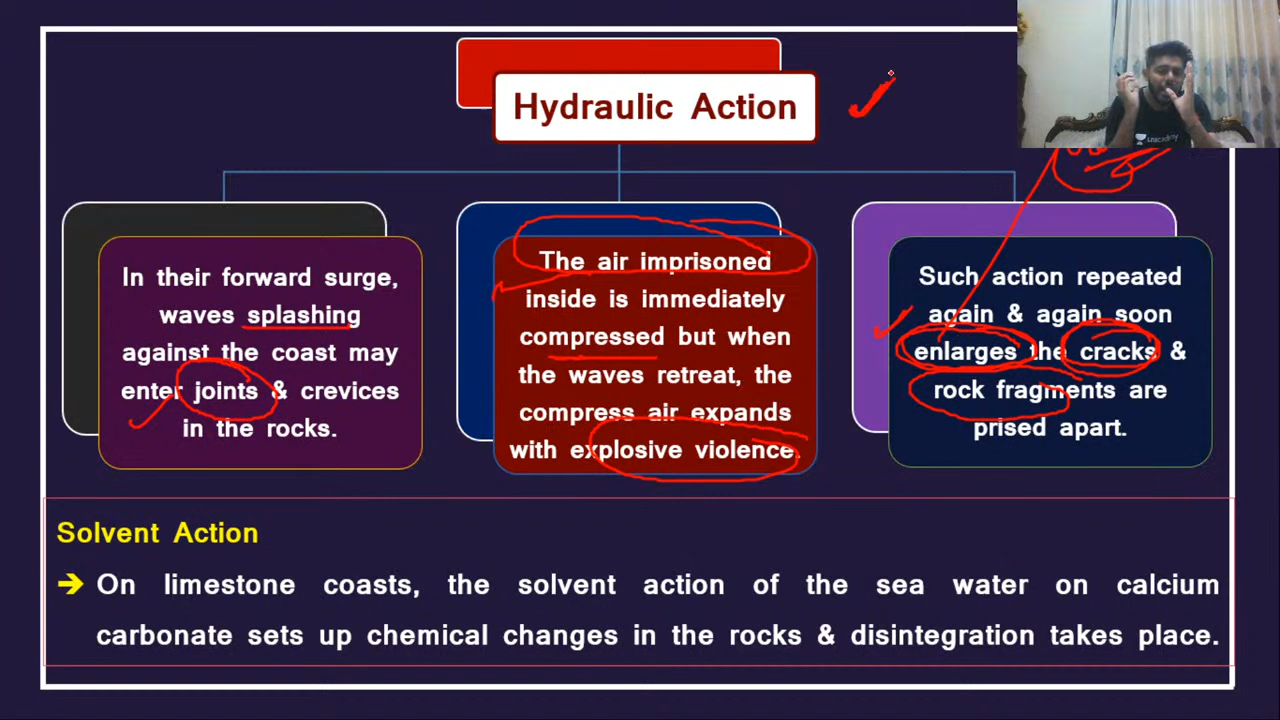 Hydraulic Action
In their forward surge,
waves splashing
against the coast may
enter joints & crevices
in the rocks.
The air imprisoned
inside is immediately
compressed but when
the waves retreat, the
compress air expands
with explosive violence.
Such action repeated
again & again soon
enlarges the cracks &
rock fragments are
prised apart.
Solvent Action
➔ On limestone coasts, the solvent action of the sea water on calcium
carbonate sets up chemical changes in the rocks & disintegration takes place.